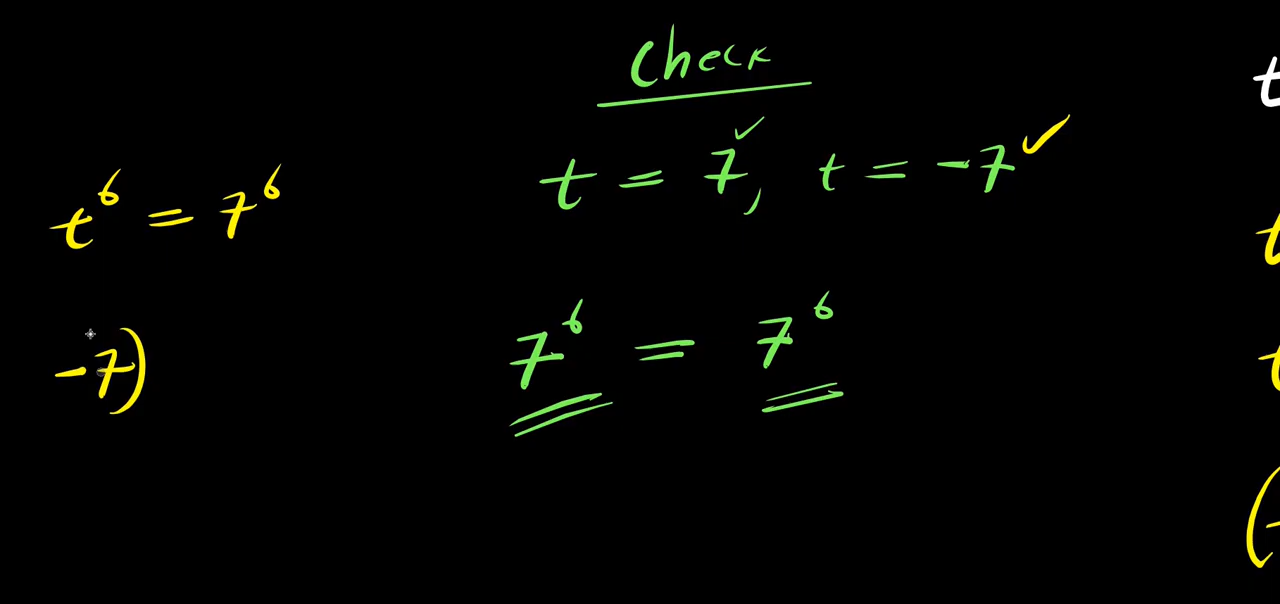 Check
t = 7, t = -7
t⁶ = 7⁶
-7)
7⁶ = 7⁶
t
t
t
(